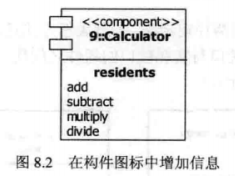 <<component>>
9::Calculator
residents
add
subtract
multiply
divide
图 8.2 在构件图标中增加信息